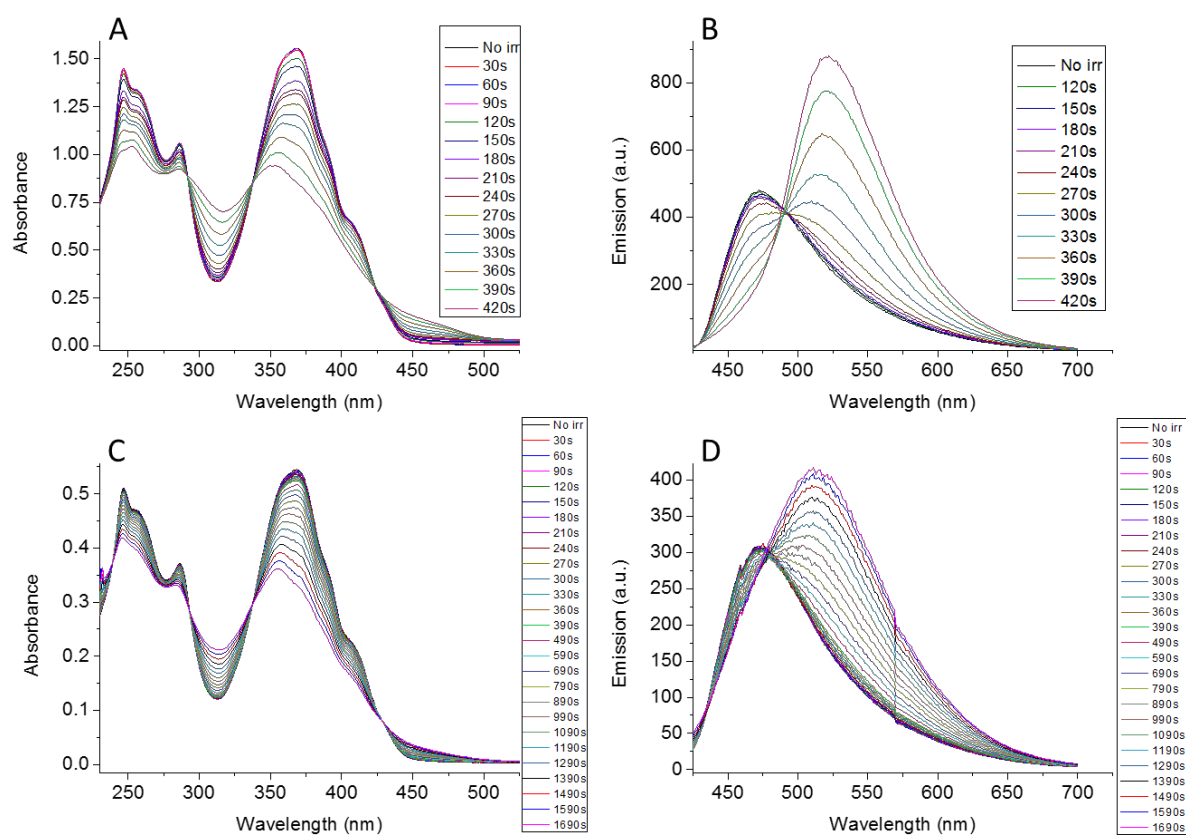 A
Absorbance
1.50
1.25
1.00
0.75
0.50
0.25
0.00
250 300 350 400 450 500
Wavelength (nm)
No irr
30s
60s
90s
120s
150s
180s
210s
240s
270s
300s
330s
360s
390s
420s
B
Emission (a.u.)
800
600
400
200
450 500 550 600 650 700
Wavelength (nm)
No irr
120s
150s
180s
210s
240s
270s
300s
330s
360s
390s
420s
C
Absorbance
0.5
0.4
0.3
0.2
0.1
0.0
250 300 350 400 450 500
Wavelength (nm)
No irr
30s
60s
90s
120s
150s
180s
210s
240s
270s
300s
330s
360s
390s
490s
590s
690s
790s
890s
990s
1090s
1190s
1290s
1390s
1490s
1590s
1690s
D
Emission (a.u.)
400
350
300
250
200
150
100
50
0
450 500 550 600 650 700
Wavelength (nm)
No irr
30s
60s
90s
120s
150s
180s
210s
240s
270s
300s
330s
360s
390s
490s
590s
690s
790s
890s
990s
1090s
1190s
1290s
1390s
1490s
1590s
1690s